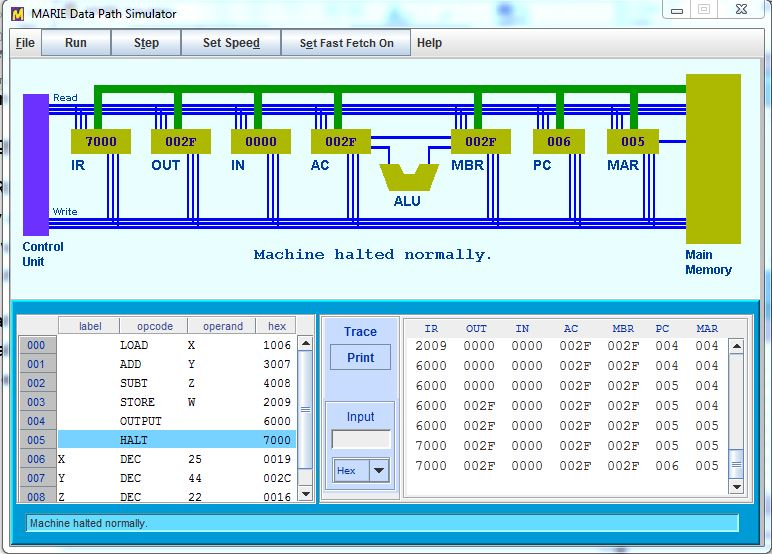 MARIE Data Path Simulator
File Run Step Set Speed Set Fast Fetch On Help
Read
7000 002F 0000 002F 002F 006 005
IR OUT IN AC MBR PC MAR
ALU
Write
Control
Unit
Machine halted normally.
Main
Memory
label opcode operand hex
000 LOAD X 1006
001 ADD Y 3007
002 SUBT Z 4008
003 STORE W 2009
004 OUTPUT 6000
005 HALT 7000
006 X DEC 25 0019
007 Y DEC 44 002C
008 Z DEC 22 0016
Trace
Print
Input
Hex
IR OUT IN AC MBR PC MAR
2009 0000 0000 002F 002F 004 004
6000 0000 0000 002F 002F 004 004
6000 0000 0000 002F 002F 005 004
6000 002F 0000 002F 002F 005 004
6000 002F 0000 002F 002F 005 005
7000 002F 0000 002F 002F 005 005
7000 002F 0000 002F 002F 006 005
Machine halted normally.